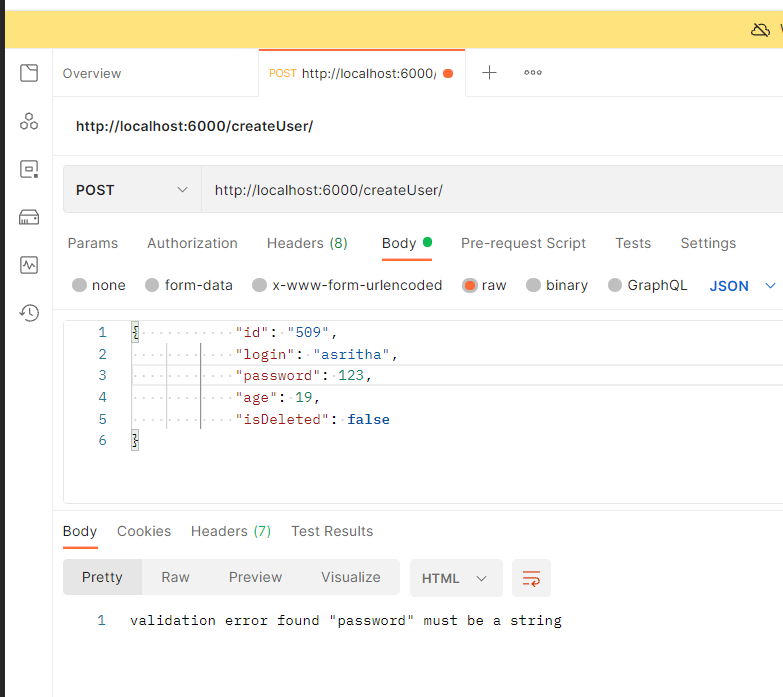 Overview
POST http://localhost:6000/
http://localhost:6000/createUser/
POST http://localhost:6000/createUser/
Params Authorization Headers (8) Body Pre-request Script Tests Settings
none form-data x-www-form-urlencoded raw binary GraphQL JSON
1 { "id": "509",
2 "login": "asritha",
3 "password": 123,
4 "age": 19,
5 "isDeleted": false
6 }
Body Cookies Headers (7) Test Results
Pretty Raw Preview Visualize HTML
1 validation error found "password" must be a string